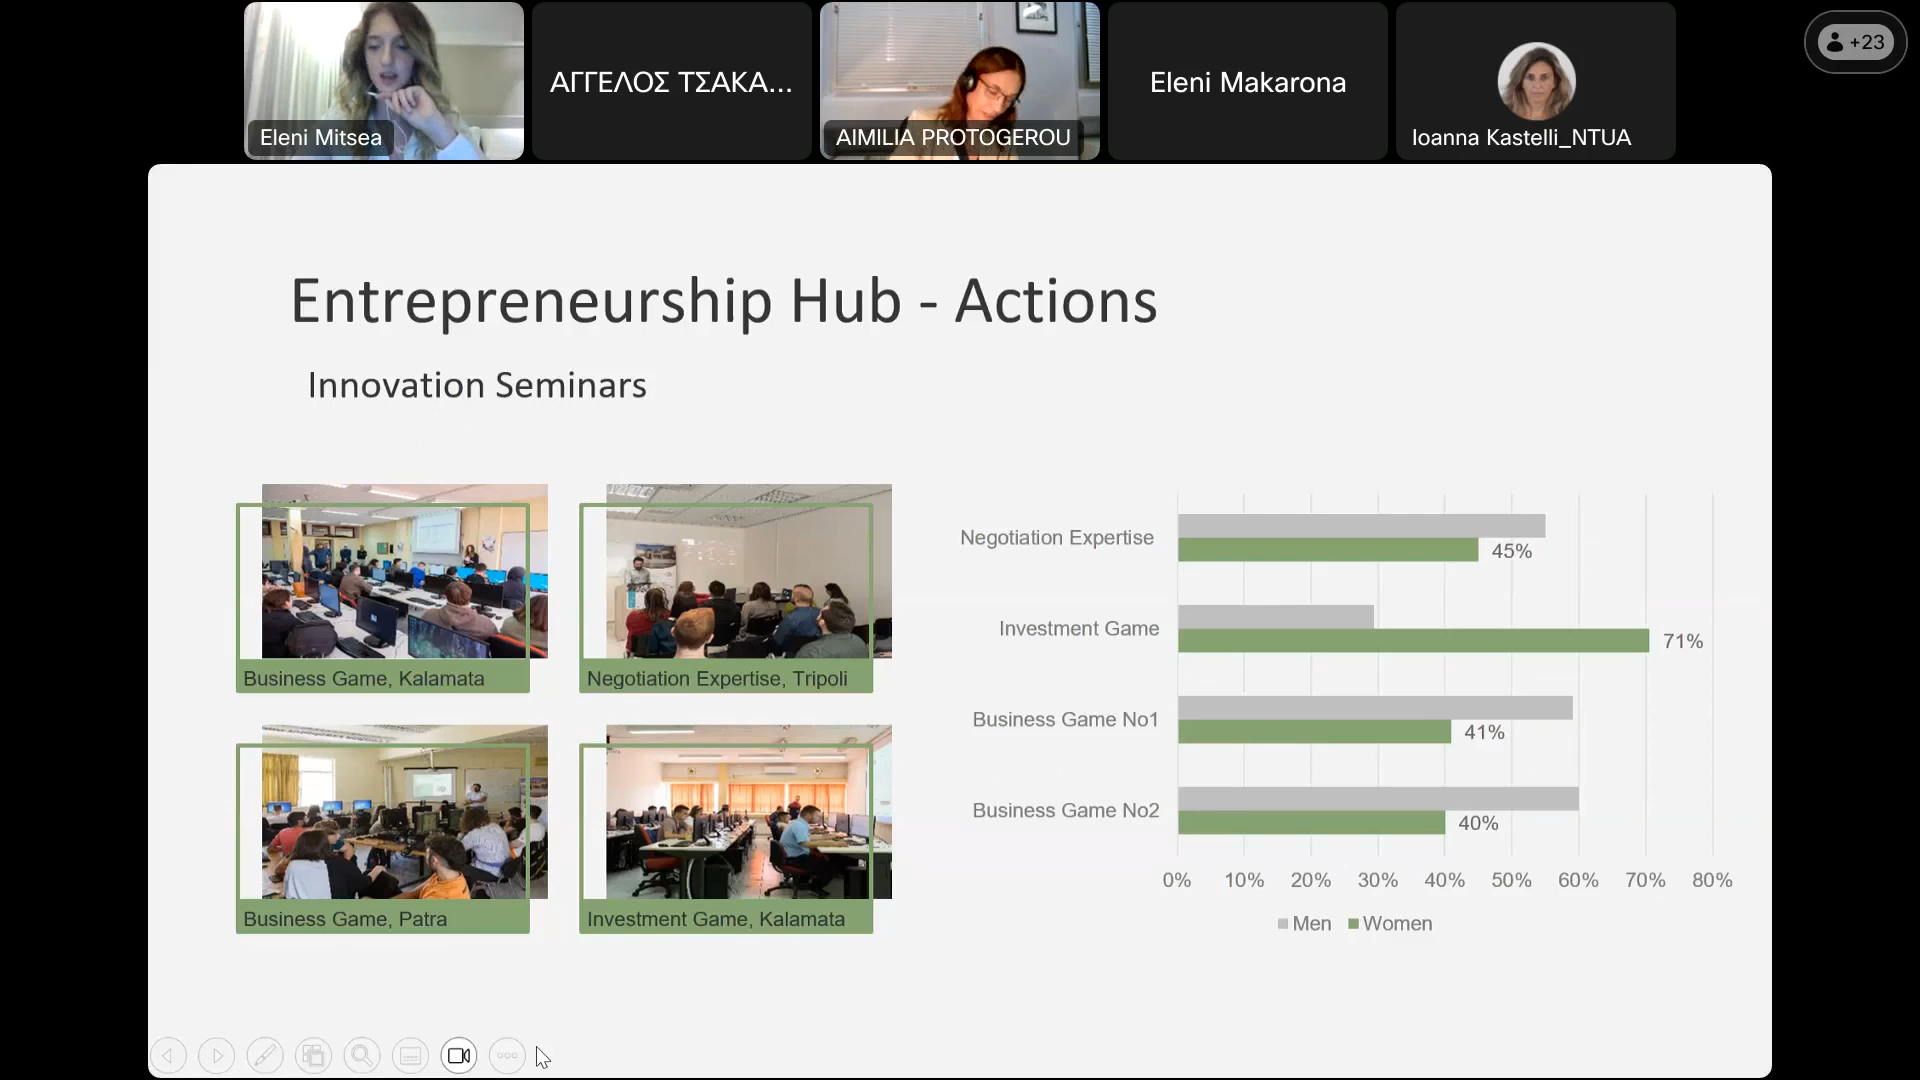 Eleni Mitsea
ΑΓΓΕΛΟΣ ΤΣΑΚΑ...
AIMILIA PROTOGEROU
Eleni Makarona
Ioanna Kastelli_NTUA
+23
Entrepreneurship Hub - Actions
Innovation Seminars
Business Game, Kalamata
Negotiation Expertise, Tripoli
Business Game, Patra
Investment Game, Kalamata
Negotiation Expertise
45%
Investment Game
71%
Business Game No1
41%
Business Game No2
40%
0% 10% 20% 30% 40% 50% 60% 70% 80%
Men Women